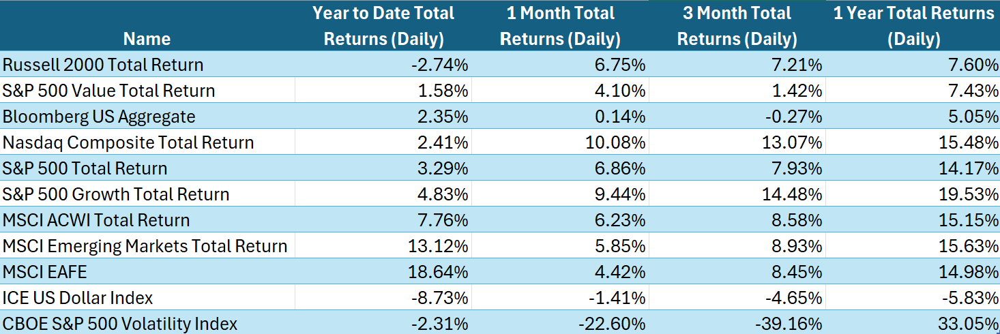 Name Year to Date Total Returns (Daily) 1 Month Total Returns (Daily) 3 Month Total Returns (Daily) 1 Year Total Returns (Daily)
Russell 2000 Total Return -2.74% 6.75% 7.21% 7.60%
S&P 500 Value Total Return 1.58% 4.10% 1.42% 7.43%
Bloomberg US Aggregate 2.35% 0.14% -0.27% 5.05%
Nasdaq Composite Total Return 2.41% 10.08% 13.07% 15.48%
S&P 500 Total Return 3.29% 6.86% 7.93% 14.17%
S&P 500 Growth Total Return 4.83% 9.44% 14.48% 19.53%
MSCI ACWI Total Return 7.76% 6.23% 8.58% 15.15%
MSCI Emerging Markets Total Return 13.12% 5.85% 8.93% 15.63%
MSCI EAFE 18.64% 4.42% 8.45% 14.98%
ICE US Dollar Index -8.73% -1.41% -4.65% -5.83%
CBOE S&P 500 Volatility Index -2.31% -22.60% -39.16% 33.05%